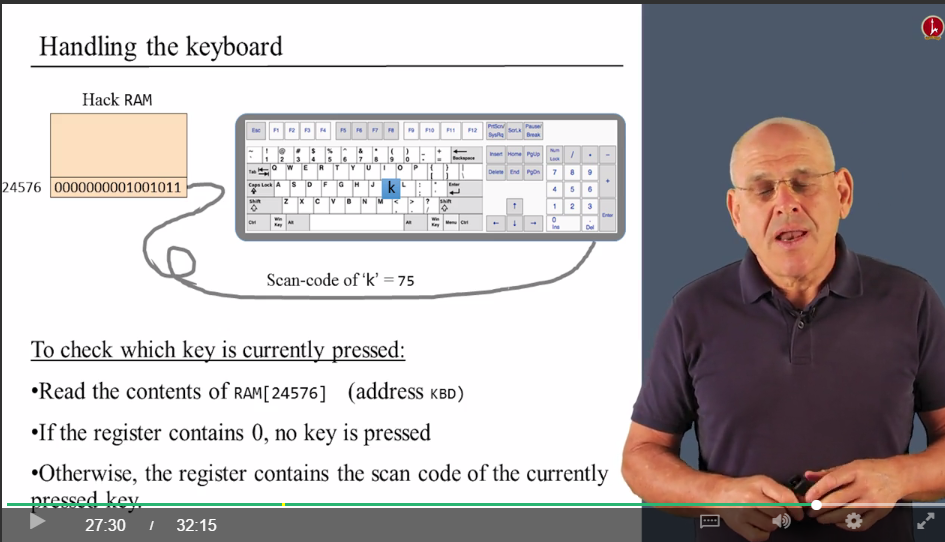 Handling the keyboard
Hack RAM
24576
0000000001001011
Esc F1 F2 F3 F4 F5 F6 F7 F8 F9 F10 F11 F12 PrtScn/ SysRq Scrl Pause/ Break
~ ! 1 @ 2 # 3 $ 4 % 5 ^ 6 & 7 * 8 ( 9 ) 0 _ - + = Backspace Insert Home PgUp Num Lock / * -
Tab Q W E R T Y U I O P { [ } ] | \ Delete End PgDn 7 8 9 +
Caps Lock A S D F G H J k L : ; Enter 4 5 6
Shift Z X C V B N M < , > . ? / Shift ↑ 1 2 3 Enter
Ctrl Win Key Alt Alt Win Key Menu Ctrl ← ↓ → 0 Ins . Del
Scan-code of ‘k’ = 75
To check which key is currently pressed:
•Read the contents of RAM[24576] (address KBD)
•If the register contains 0, no key is pressed
•Otherwise, the register contains the scan code of the currently
pressed key.
27:30 / 32:15